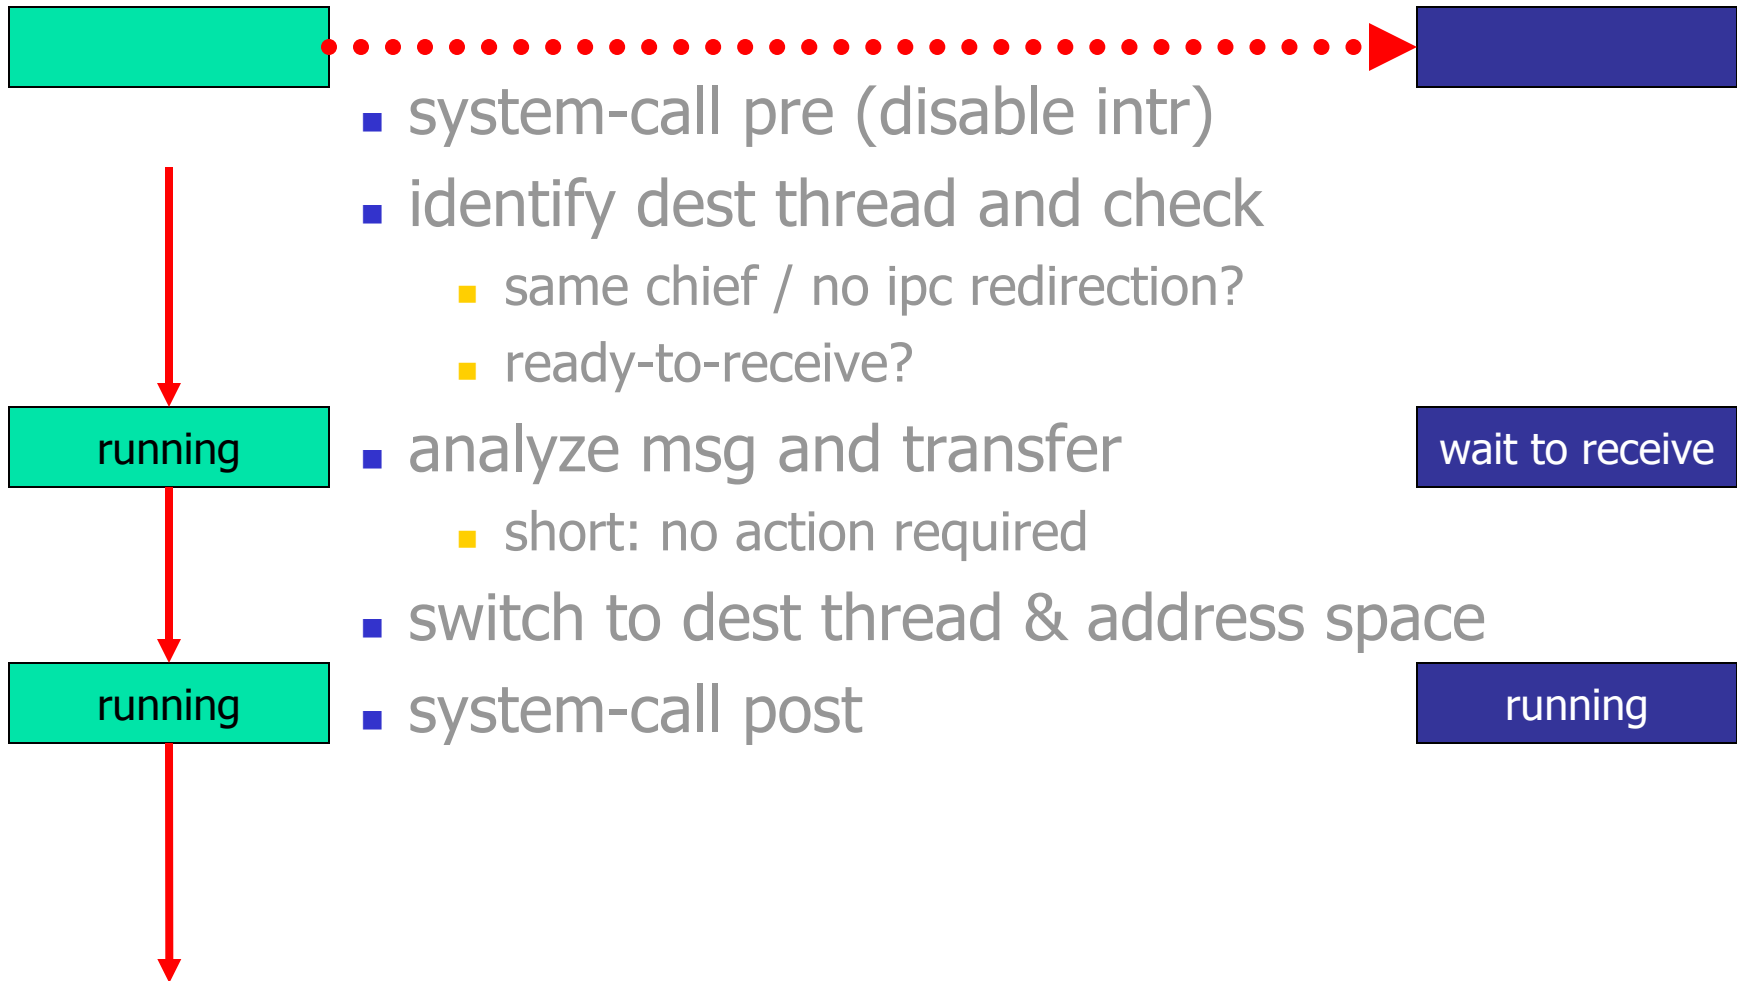 system-call pre (disable intr)
identify dest thread and check
same chief / no ipc redirection?
ready-to-receive?
running
analyze msg and transfer
wait to receive
short: no action required
switch to dest thread & address space
running
system-call post
running